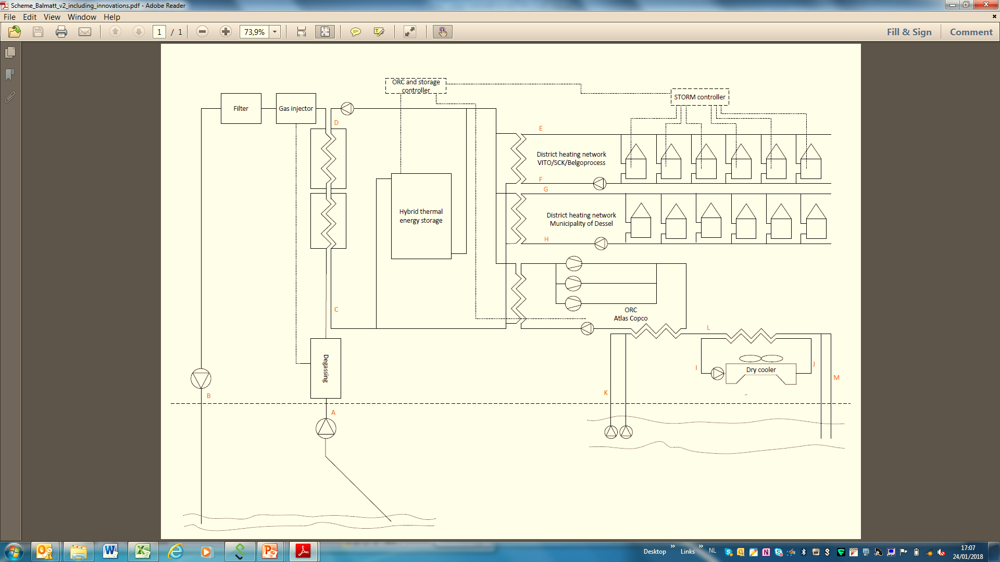 Scheme_Balmatt_v2_including_innovations.pdf - Adobe Reader
File Edit View Window Help
1 / 1
73,9%
Fill & Sign
Comment
ORC and storage
controller
STORM controller
Filter
Gas injector
D
E
District heating network
VITO/SCK/Belgoprocess
F
G
Hybrid thermal
energy storage
District heating network
Municipality of Dessel
H
C
ORC
Atlas Copco
L
Degassing
I
Dry cooler
J
M
K
B
A
Desktop
Links
NL
17:07
24/01/2018